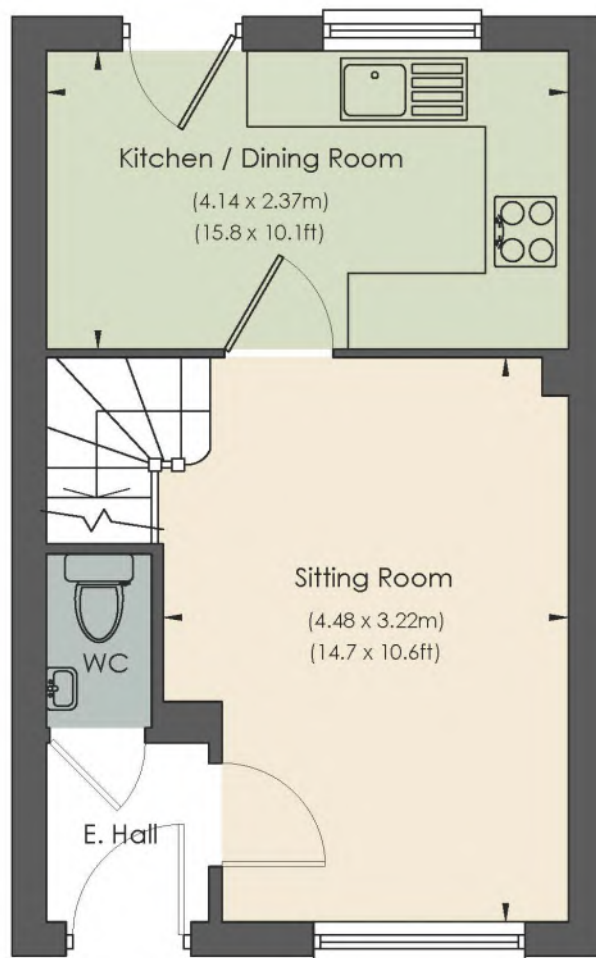 Kitchen / Dining Room
(4.14 x 2.37m)
(15.8 x 10.1ft)
Sitting Room
(4.48 x 3.22m)
(14.7 x 10.6ft)
WC
E. Hall